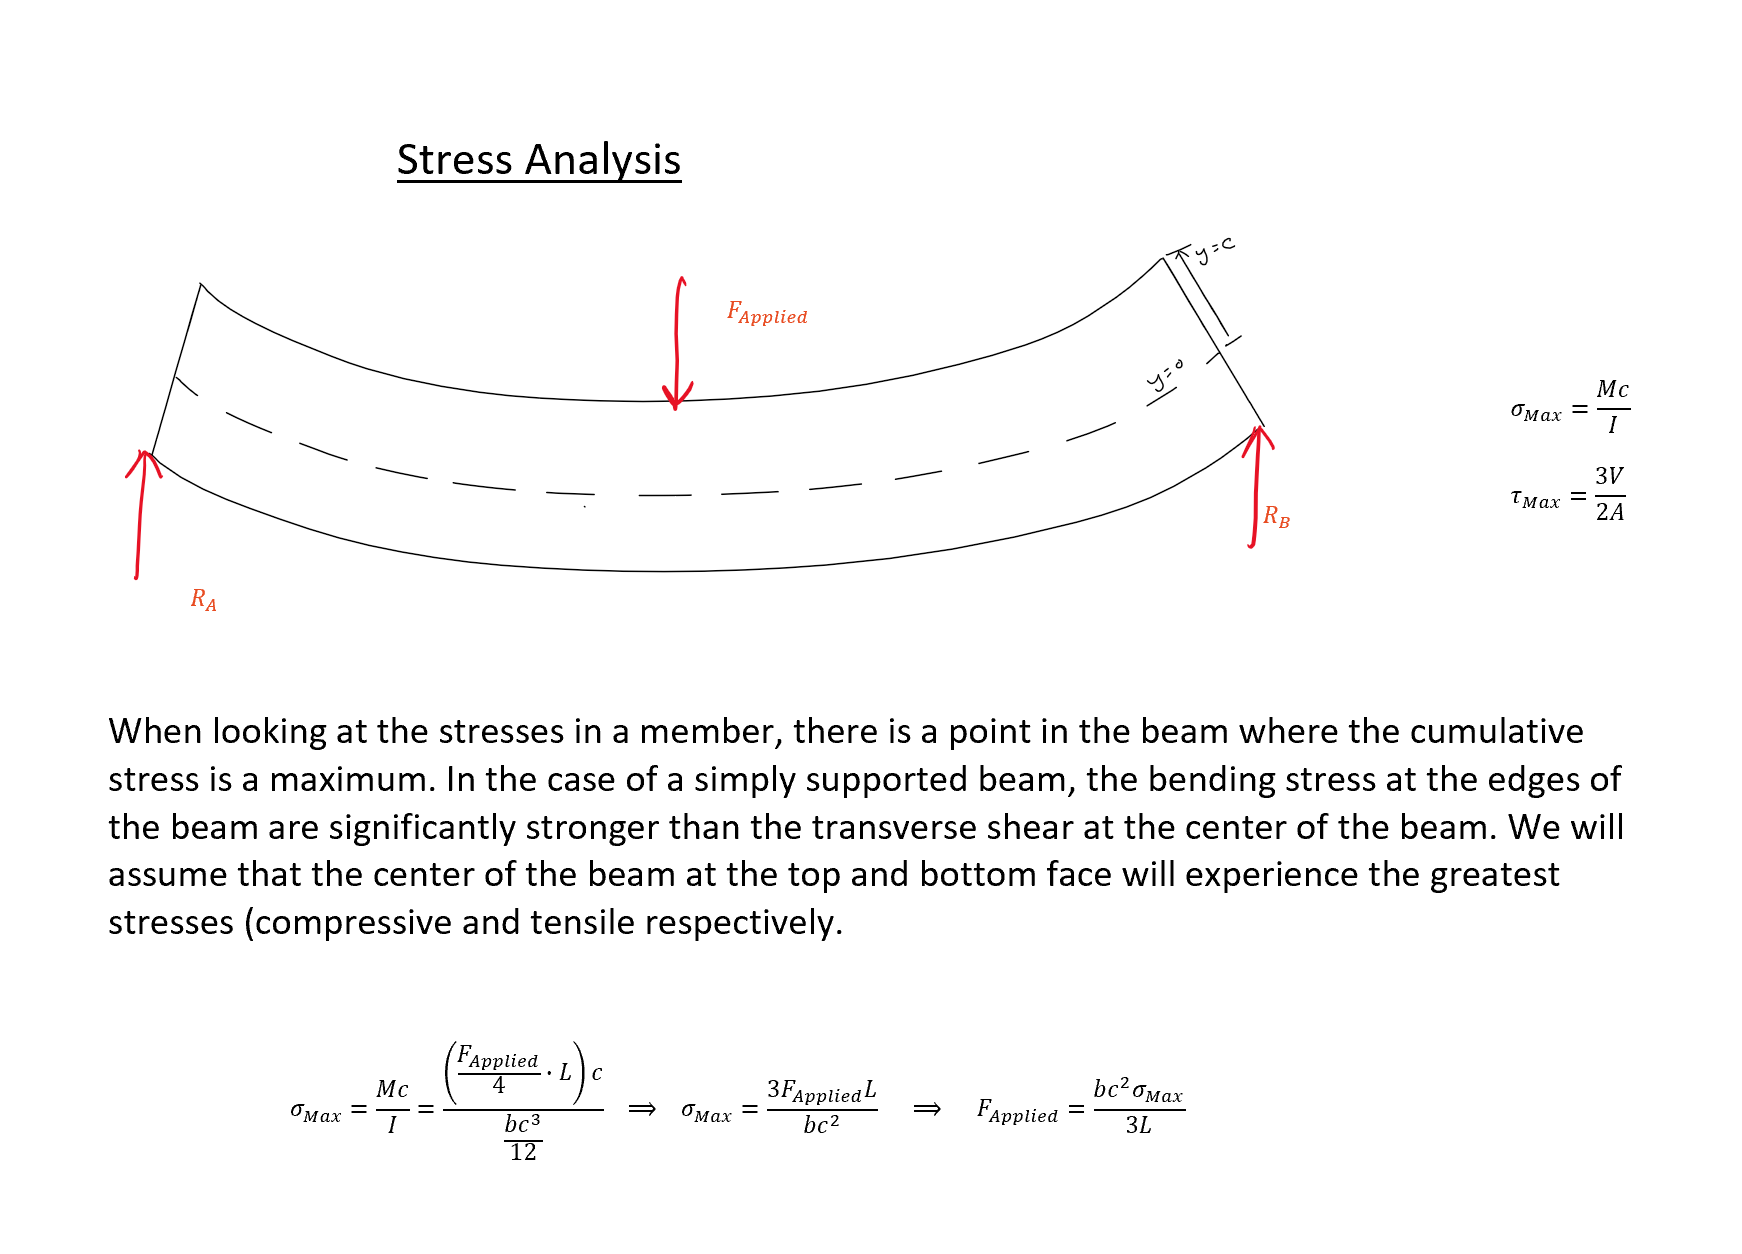 Stress Analysis
y=c
F_Applied
y=0
σ_Max = Mc/I
τ_Max = 3V/2A
R_B
R_A
When looking at the stresses in a member, there is a point in the beam where the cumulative
stress is a maximum. In the case of a simply supported beam, the bending stress at the edges of
the beam are significantly stronger than the transverse shear at the center of the beam. We will
assume that the center of the beam at the top and bottom face will experience the greatest
stresses (compressive and tensile respectively.
σ_Max = Mc/I = ((F_Applied/4 · L) c)/(bc³/12) ⟹ σ_Max = 3F_Applied L/bc² ⟹ F_Applied = bc²σ_Max/3L